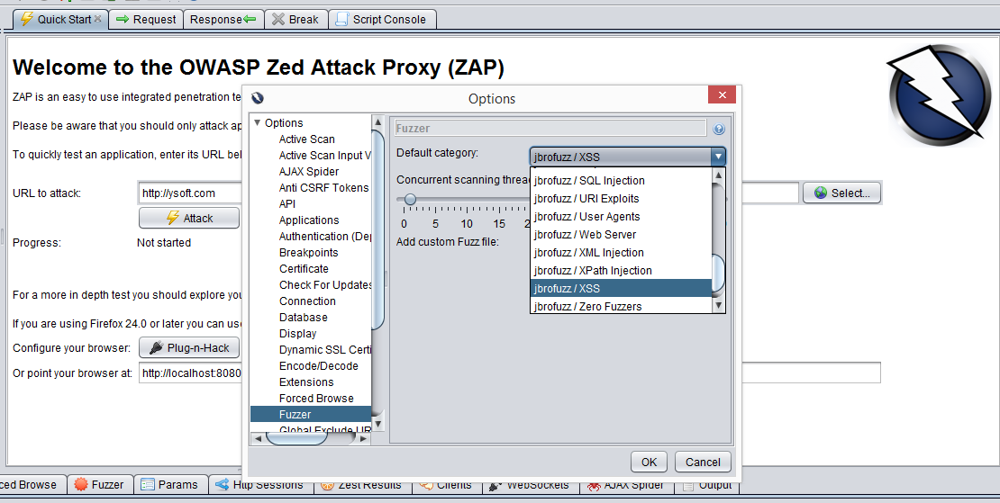 Quick Start Request Response Break Script Console
Welcome to the OWASP Zed Attack Proxy (ZAP)
ZAP is an easy to use integrated penetration te
Please be aware that you should only attack ap
To quickly test an application, enter its URL bel
URL to attack: http://ysoft.com Select...
Attack
Progress: Not started
For a more in depth test you should explore you
If you are using Firefox 24.0 or later you can use
Configure your browser: Plug-n-Hack
Or point your browser at: http://localhost:8080
Options
Options
Active Scan
Active Scan Input V
AJAX Spider
Anti CSRF Tokens
API
Applications
Authentication (Dep
Breakpoints
Certificate
Check For Updates
Connection
Database
Display
Dynamic SSL Certi
Encode/Decode
Extensions
Forced Browse
Fuzzer
Global Exclude UR
Fuzzer
Default category: jbrofuzz / XSS
Concurrent scanning threa
0 5 10 15 2
Add custom Fuzz file:
jbrofuzz / SQL Injection
jbrofuzz / URI Exploits
jbrofuzz / User Agents
jbrofuzz / Web Server
jbrofuzz / XML Injection
jbrofuzz / XPath Injection
jbrofuzz / XSS
jbrofuzz / Zero Fuzzers
OK Cancel
ced Browse Fuzzer Params Http Sessions Zest Results Clients WebSockets AJAX Spider Output